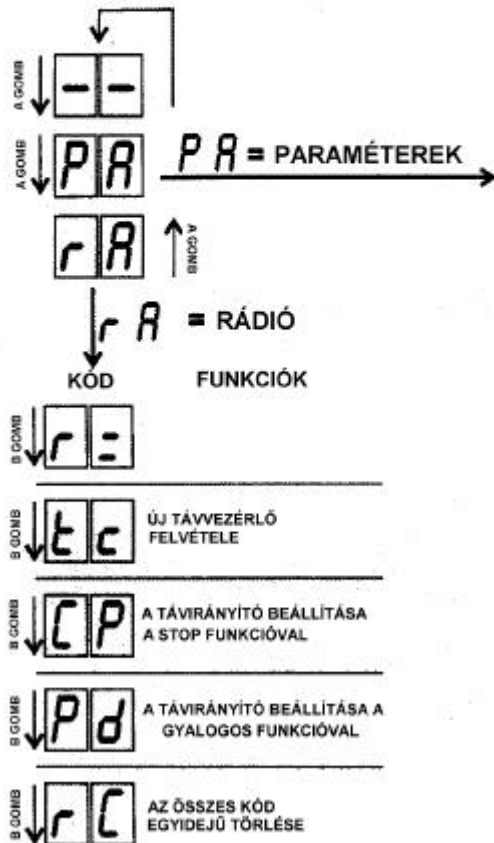 A GOMB
- -
A GOMB
P A
P A = PARAMÉTEREK
r A
A GOMB
r A = RÁDIÓ
KÓD FUNKCIÓK
B GOMB
r =
B GOMB
t c
ÚJ TÁVVEZÉRLŐ
FELVÉTELE
B GOMB
C P
A TÁVIRÁNYÍTÓ BEÁLLÍTÁSA
A STOP FUNKCIÓVAL
B GOMB
P d
A TÁVIRÁNYÍTÓ BEÁLLÍTÁSA A
GYALOGOS FUNKCIÓVAL
B GOMB
r C
AZ ÖSSZES KÓD
EGYIDEJŰ TÖRLÉSE